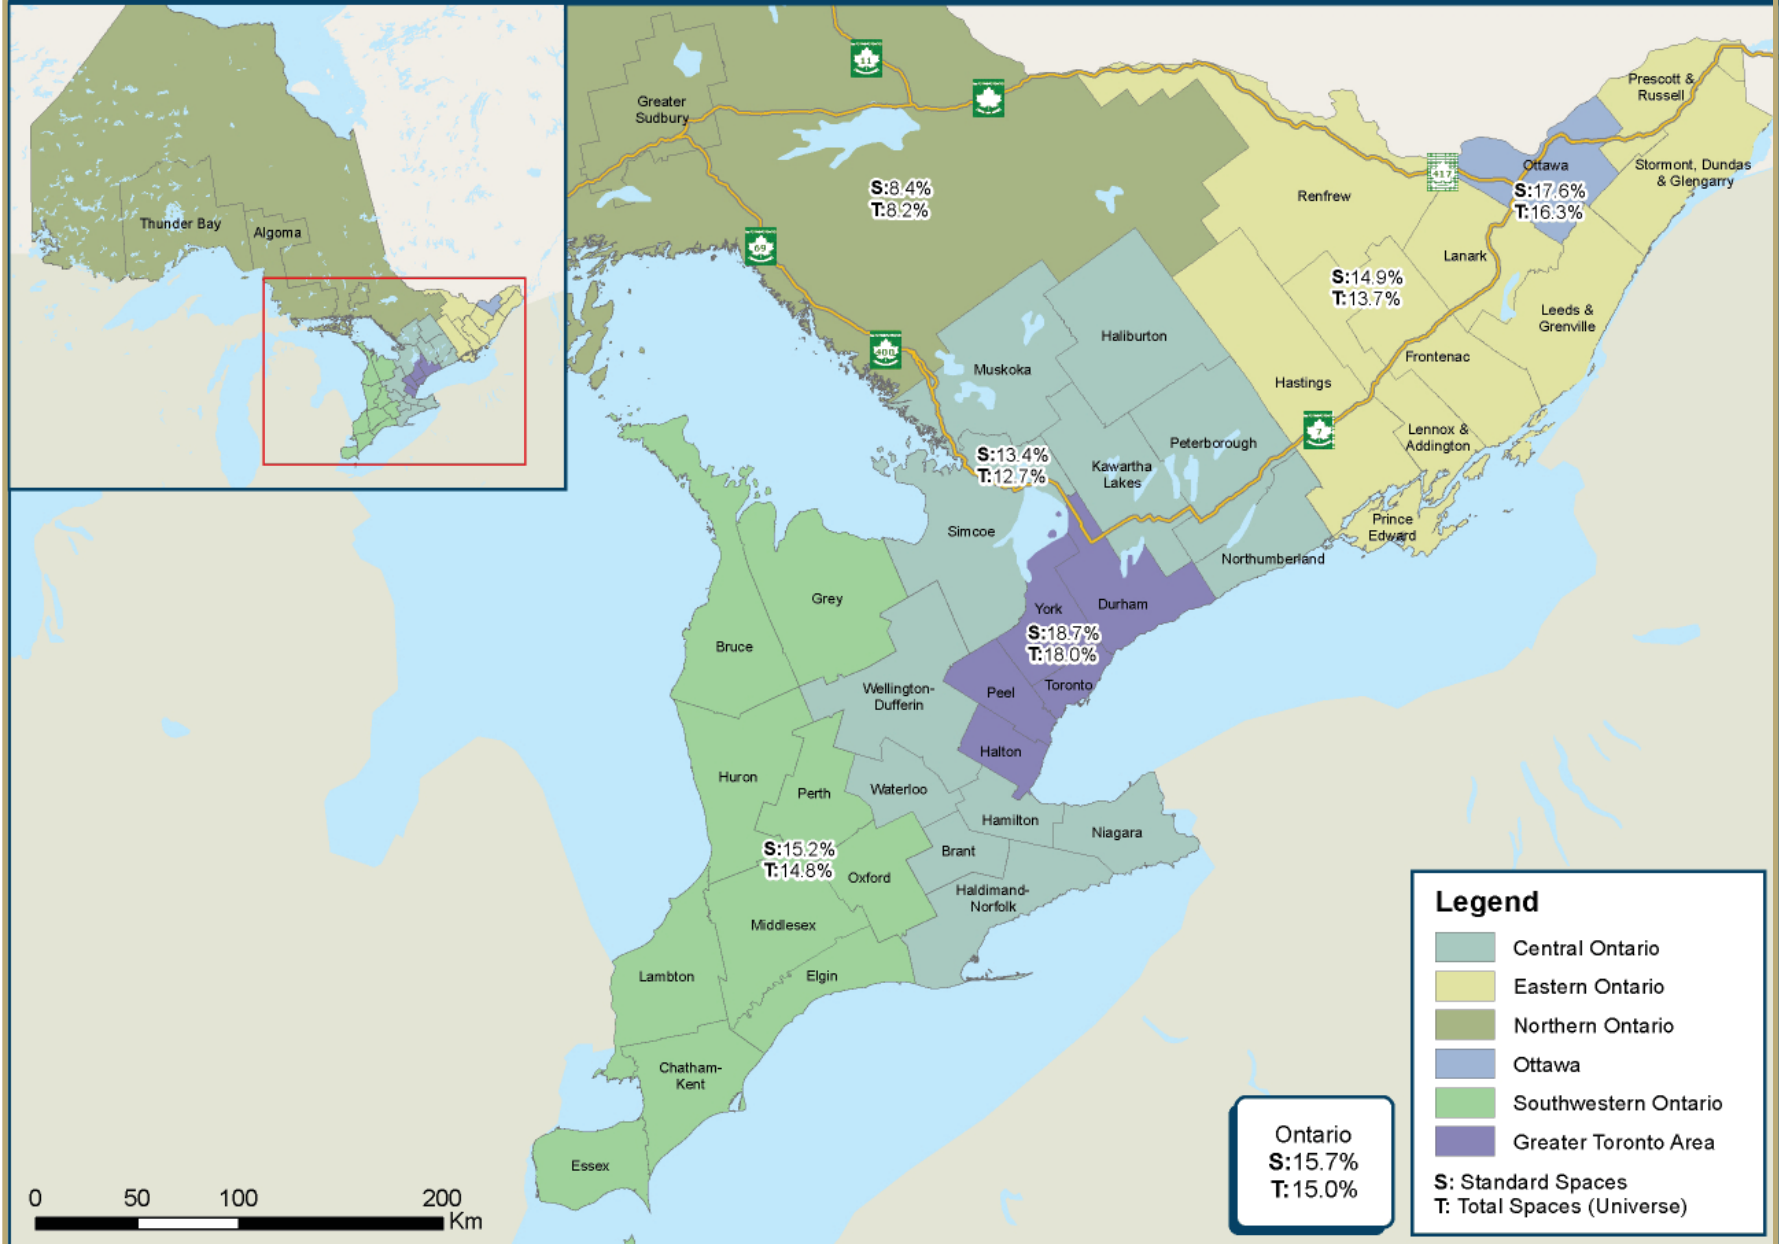 Thunder Bay
Algoma
11
Greater
Sudbury
Prescott &
Russell
417
Ottawa
S:17.6%
T:16.3%
Stormont, Dundas
& Glengarry
S:8.4%
T:8.2%
Renfrew
69
Lanark
S:14.9%
T:13.7%
Leeds &
Grenville
400
Haliburton
Muskoka
Frontenac
Hastings
7
Lennox &
Addington
Peterborough
S:13.4%
T:12.7%
Kawartha
Lakes
Simcoe
Prince
Edward
Northumberland
Grey
York
Durham
S:18.7%
T:18.0%
Bruce
Wellington-
Dufferin
Peel
Toronto
Halton
Huron
Perth
Waterloo
Hamilton
Niagara
S:15.2%
T:14.8%
Brant
Oxford
Haldimand-
Norfolk
Middlesex
Lambton
Elgin
Chatham-
Kent
Essex
0 50 100 200
Km
Ontario
S:15.7%
T:15.0%
Legend
Central Ontario
Eastern Ontario
Northern Ontario
Ottawa
Southwestern Ontario
Greater Toronto Area
S: Standard Spaces
T: Total Spaces (Universe)